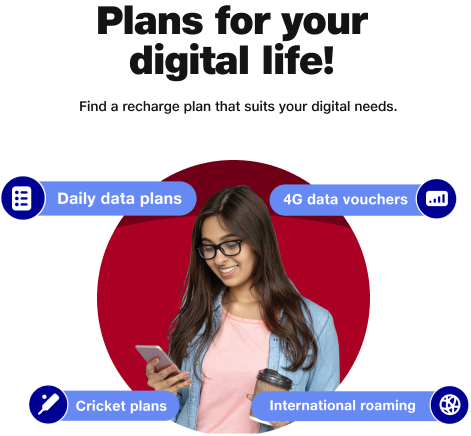 Plans for your
digital life!
Find a recharge plan that suits your digital needs.
Daily data plans
4G data vouchers
Cricket plans
International roaming